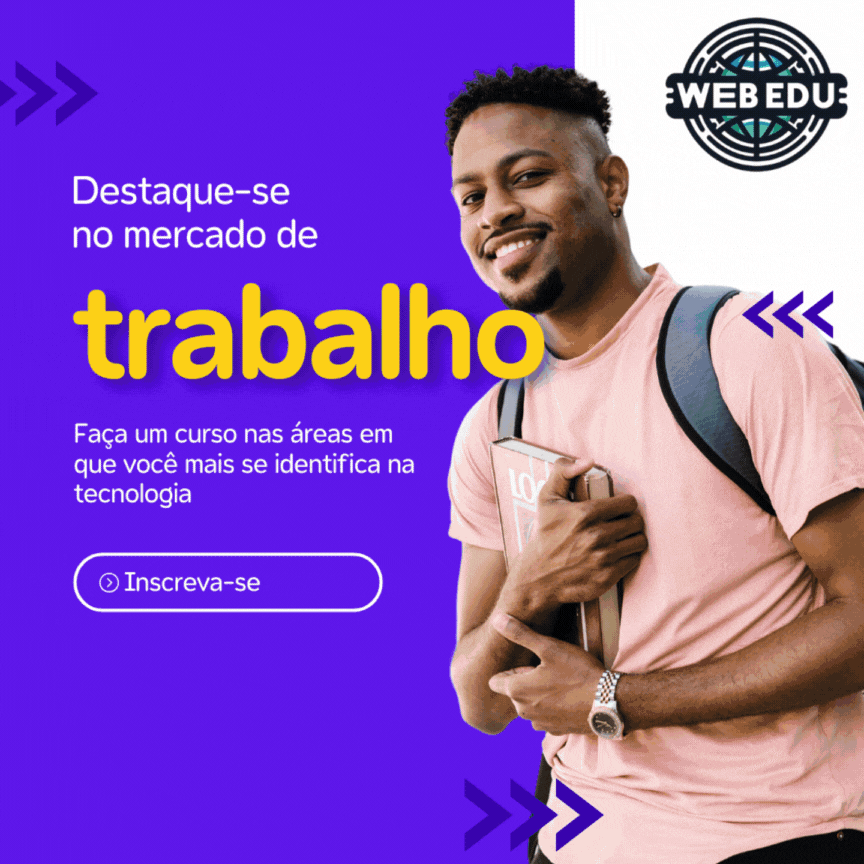 WEB EDU
Destaque-se
no mercado de
trabalho
Faça um curso nas áreas em
que você mais se identifica na
tecnologia
Inscreva-se